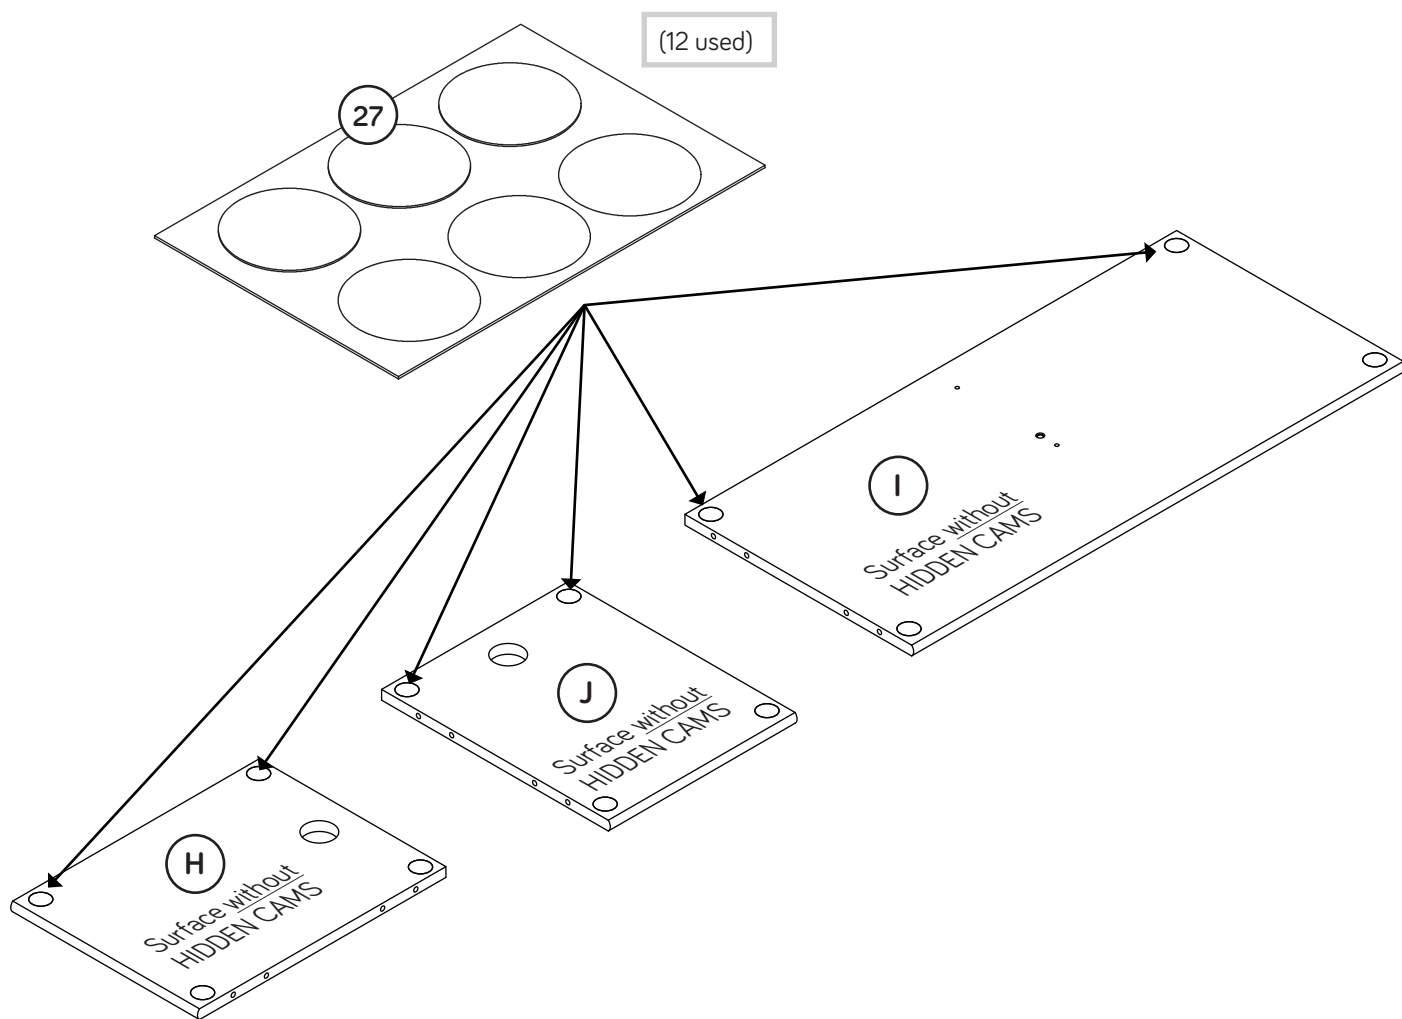 (12 used)
27
I
Surface without
HIDDEN CAMS
J
Surface without
HIDDEN CAMS
H
Surface without
HIDDEN CAMS